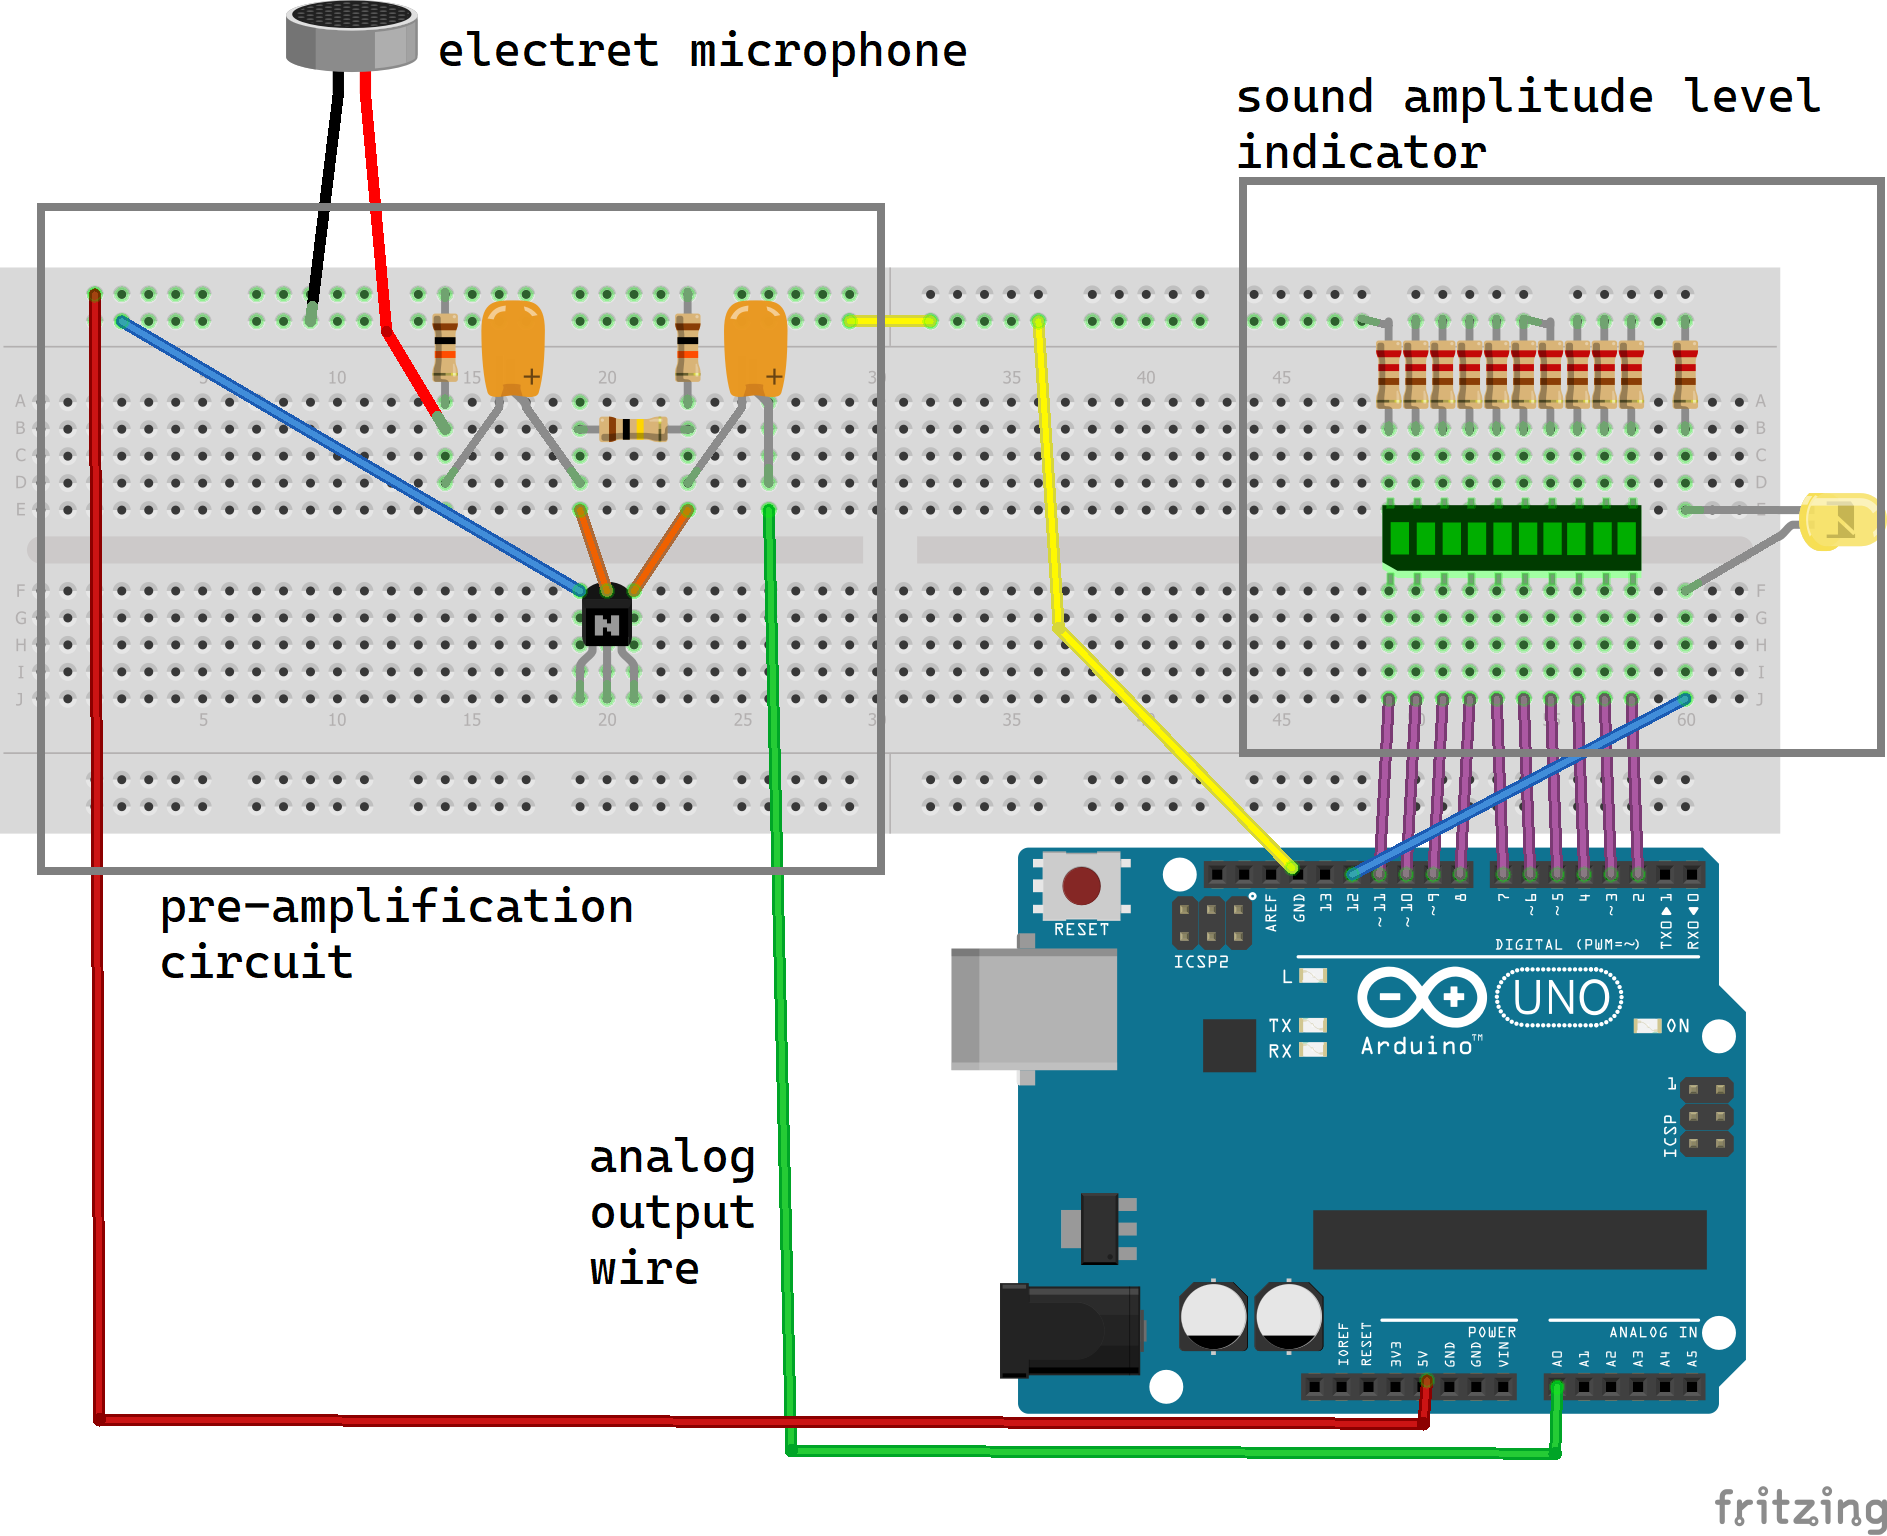 electret microphone
sound amplitude level
indicator
5 10 15 20 30 35 40 45
A A
B B
C C
D D
E E
+ +
N
F F
G G
H H
I I
J J
5 10 15 20 25 30 35 45 60
pre-amplification
circuit
analog
output
wire
RESET
ICSP2
AREF
GND
13
12
~11
~10
~9
8
7
~6
~5
4
~3
2
TX0▶1
RX0◀0
DIGITAL (PWM=~)
L
TX
RX
- +
UNO
Arduino™
ON
1
ICSP
IOREF
RESET
3V3
5V
GND
GND
VIN
POWER
ANALOG IN
A0
A1
A2
A3
A4
A5
fritzing